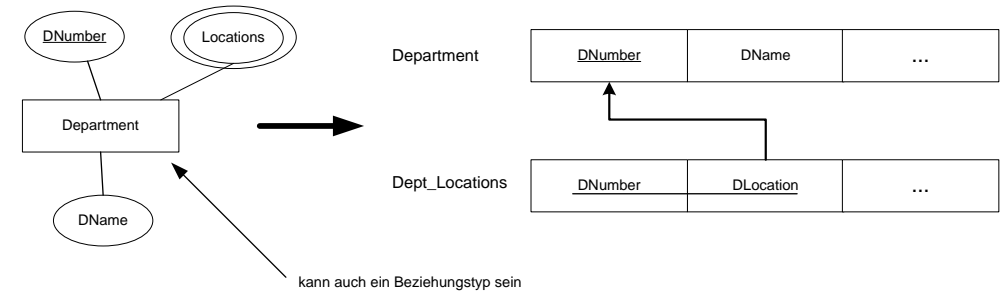 DNumber
Locations
Department
DName
Department
DNumber
DName
...
Dept_Locations
DNumber
DLocation
...
kann auch ein Beziehungstyp sein